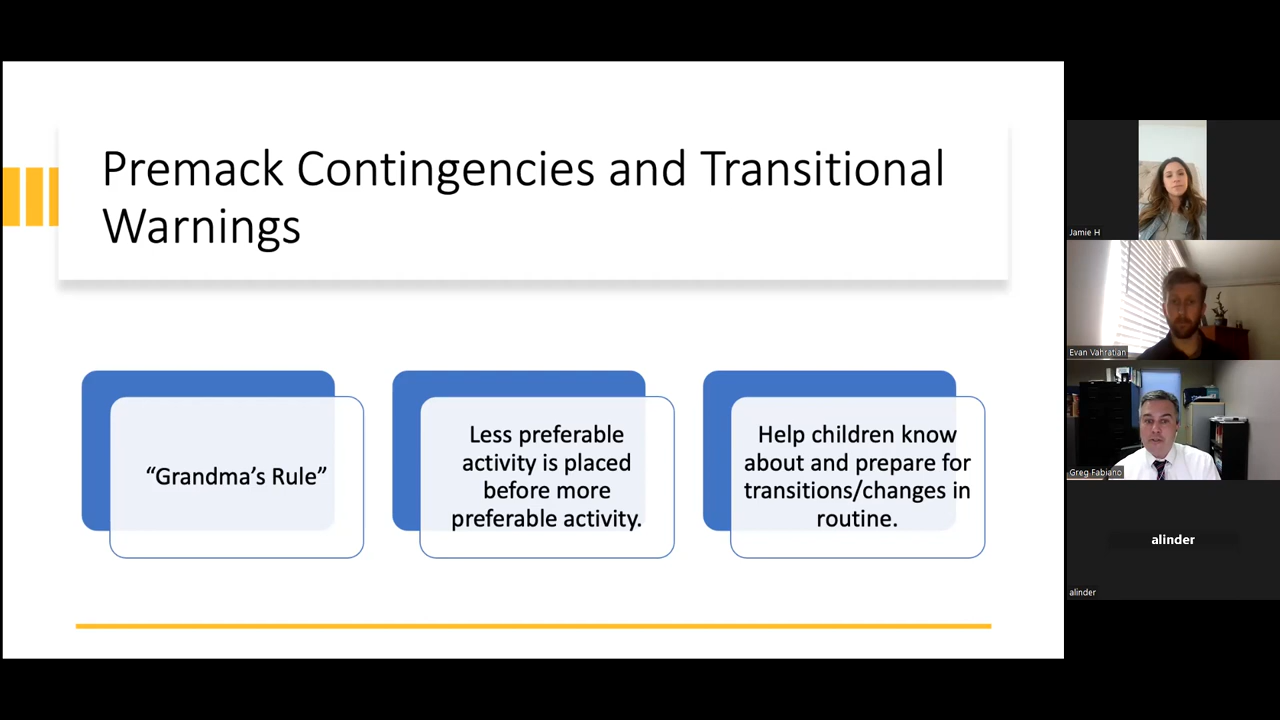 Premack Contingencies and Transitional
Warnings
“Grandma’s Rule”
Less preferable
activity is placed
before more
preferable activity.
Help children know
about and prepare for
transitions/changes in
routine.
Jamie H
Evan Vahratian
Greg Fabiano
alinder
alinder